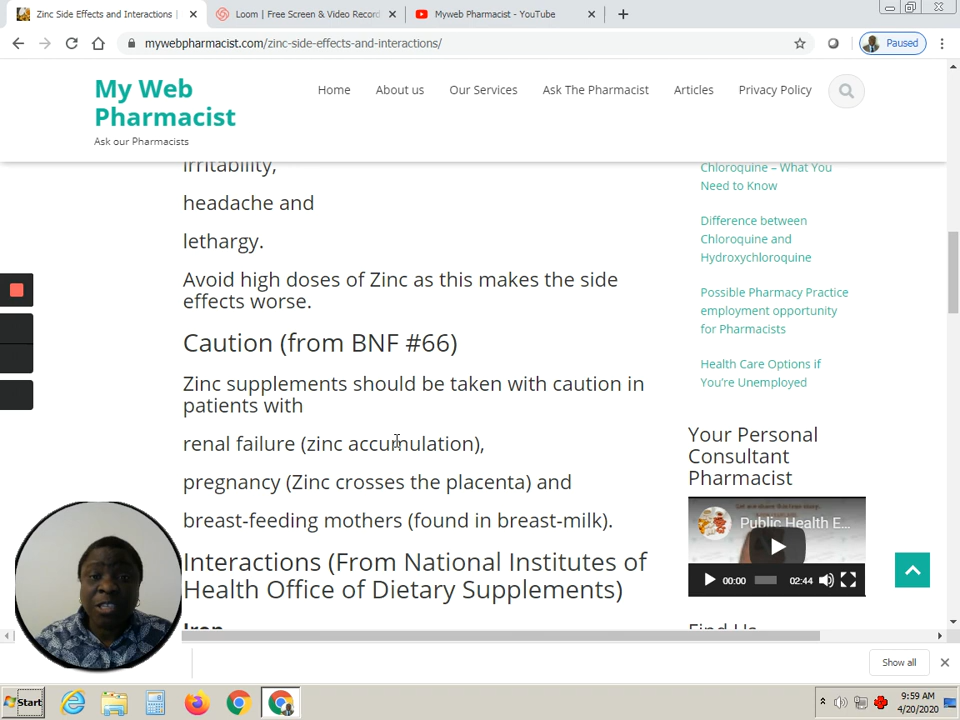 Zinc Side Effects and Interactions |
Loom | Free Screen & Video Record
Myweb Pharmacist - YouTube
mywebpharmacist.com/zinc-side-effects-and-interactions/
Paused
My Web
Pharmacist
Ask our Pharmacists
Home
About us
Our Services
Ask The Pharmacist
Articles
Privacy Policy
irritability,
headache and
lethargy.
Avoid high doses of Zinc as this makes the side
effects worse.
Caution (from BNF #66)
Zinc supplements should be taken with caution in
patients with
renal failure (zinc accumulation),
pregnancy (Zinc crosses the placenta) and
breast-feeding mothers (found in breast-milk).
Interactions (From National Institutes of
Health Office of Dietary Supplements)
Iron
Chloroquine – What You
Need to Know
Difference between
Chloroquine and
Hydroxychloroquine
Possible Pharmacy Practice
employment opportunity
for Pharmacists
Health Care Options if
You're Unemployed
Your Personal
Consultant
Pharmacist
Public Health E...
00:00
02:44
Find Us
Show all
Start
9:59 AM
4/20/2020